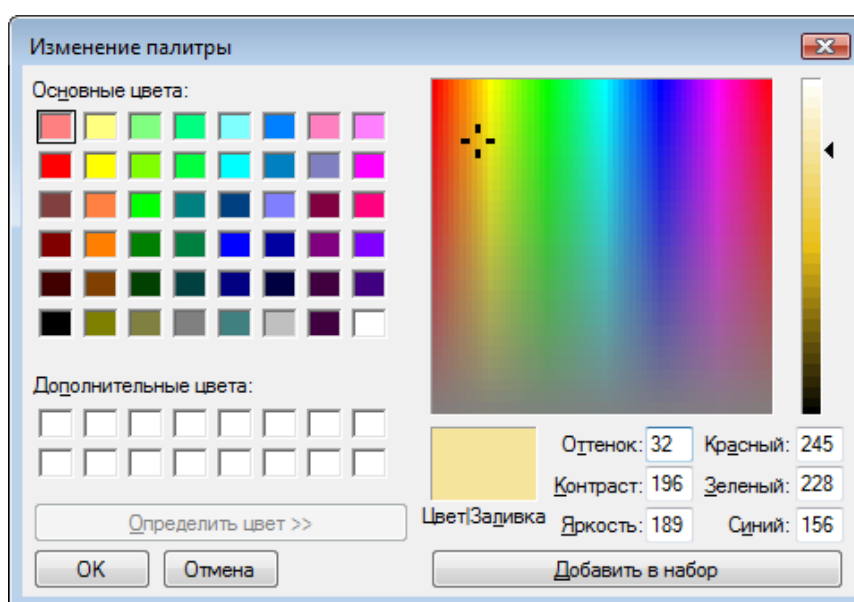 Изменение палитры
Основные цвета:
Дополнительные цвета:
Определить цвет >>
OK
Отмена
Цвет|Заливка
Оттенок: 32
Контраст: 196
Яркость: 189
Красный: 245
Зеленый: 228
Синий: 156
Добавить в набор